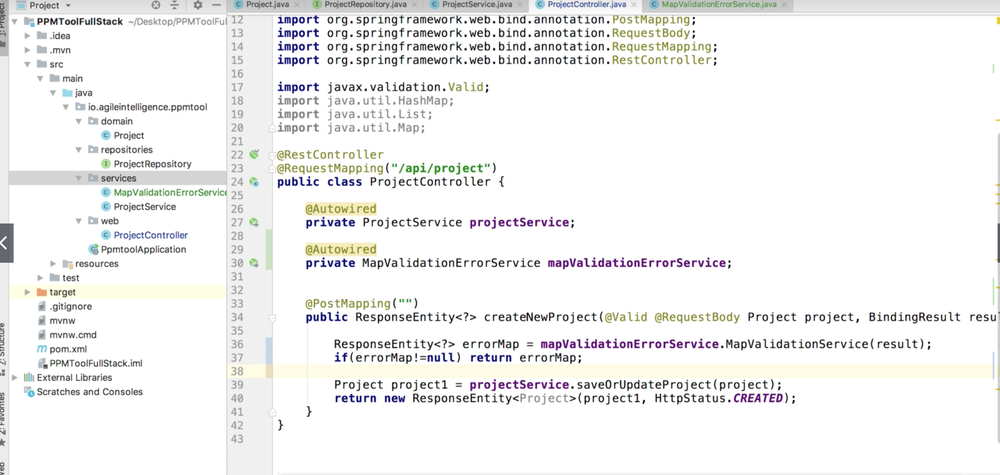 Project
Project.java
ProjectRepository.java
ProjectService.java
ProjectController.java
MapValidationErrorService.java
1: Project
PPMToolFullStack ~/Desktop/PPMToolFul
.idea
.mvn
src
main
java
io.agileintelligence.ppmtool
domain
Project
repositories
ProjectRepository
services
MapValidationErrorService
ProjectService
web
ProjectController
PpmtoolApplication
resources
test
target
.gitignore
mvnw
mvnw.cmd
pom.xml
PPMToolFullStack.iml
External Libraries
Scratches and Consoles
7: Structure
2: Favorites
12 import org.springframework.web.bind.annotation.PostMapping;
13 import org.springframework.web.bind.annotation.RequestBody;
14 import org.springframework.web.bind.annotation.RequestMapping;
15 import org.springframework.web.bind.annotation.RestController;
16
17 import javax.validation.Valid;
18 import java.util.HashMap;
19 import java.util.List;
20 import java.util.Map;
21
22 @RestController
23 @RequestMapping("/api/project")
24 public class ProjectController {
25
26 @Autowired
27 private ProjectService projectService;
28
29 @Autowired
30 private MapValidationErrorService mapValidationErrorService;
31
32
33 @PostMapping("")
34 public ResponseEntity<?> createNewProject(@Valid @RequestBody Project project, BindingResult resu
35
36 ResponseEntity<?> errorMap = mapValidationErrorService.MapValidationService(result);
37 if(errorMap!=null) return errorMap;
38
39 Project project1 = projectService.saveOrUpdateProject(project);
40 return new ResponseEntity<Project>(project1, HttpStatus.CREATED);
41 }
42 }
43